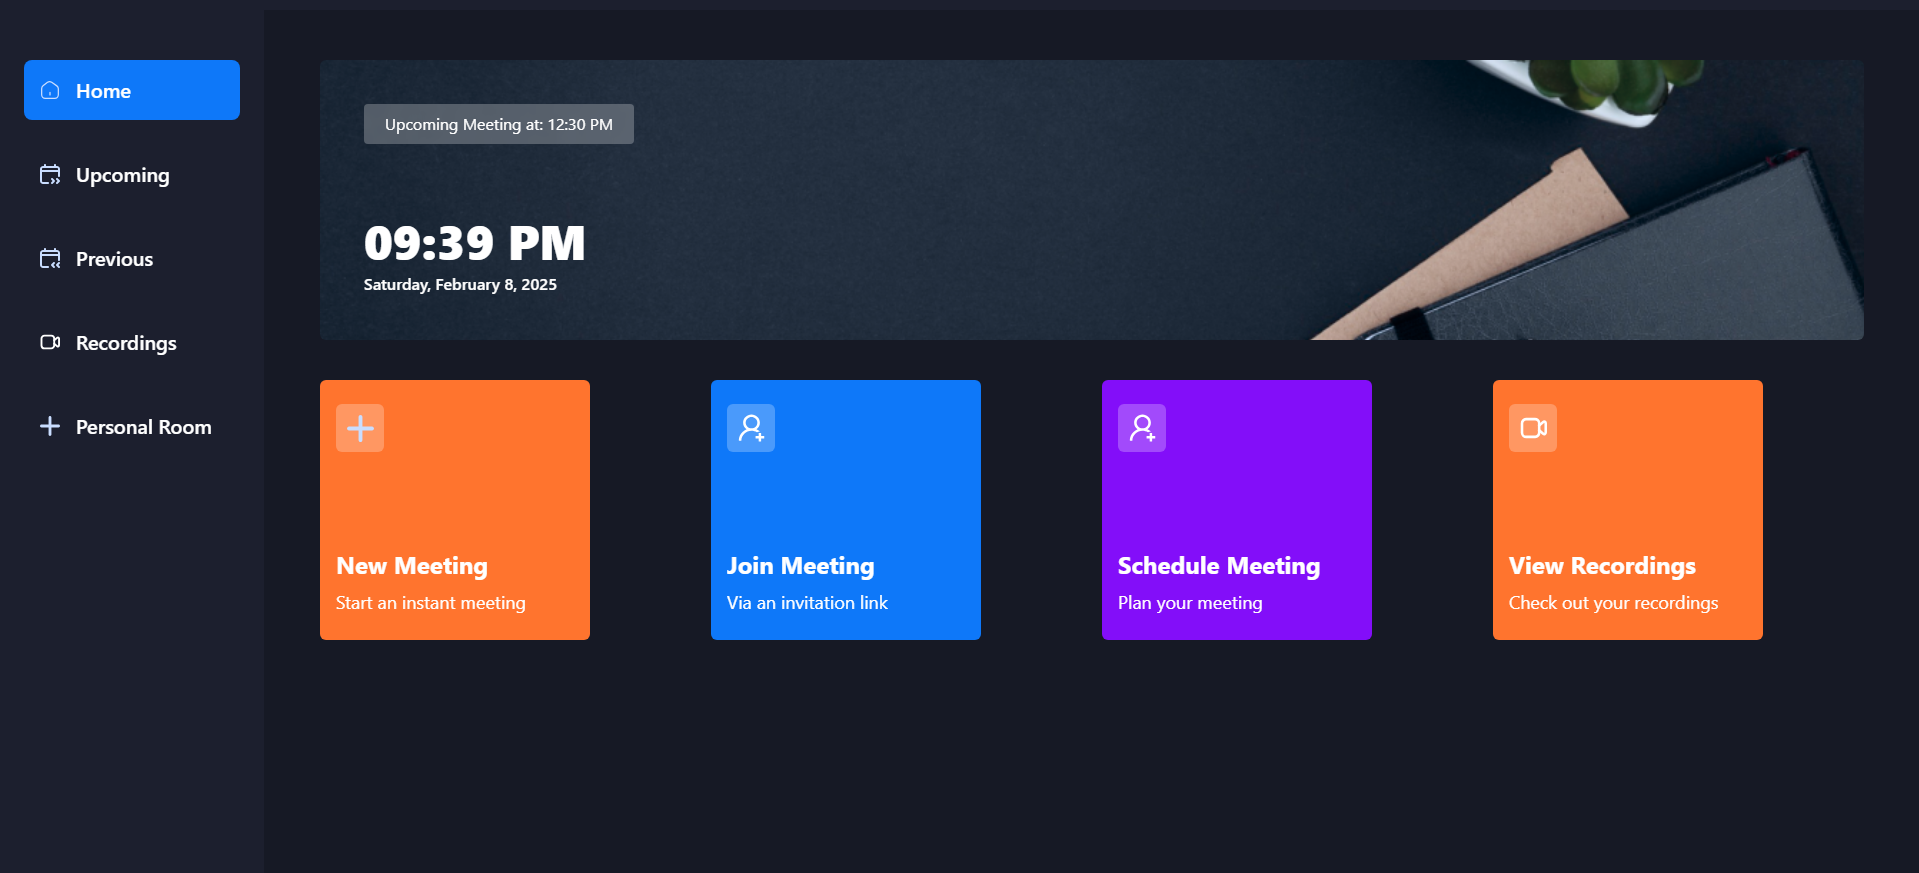 Home
Upcoming
Previous
Recordings
Personal Room
Upcoming Meeting at: 12:30 PM
09:39 PM
Saturday, February 8, 2025
New Meeting
Start an instant meeting
Join Meeting
Via an invitation link
Schedule Meeting
Plan your meeting
View Recordings
Check out your recordings